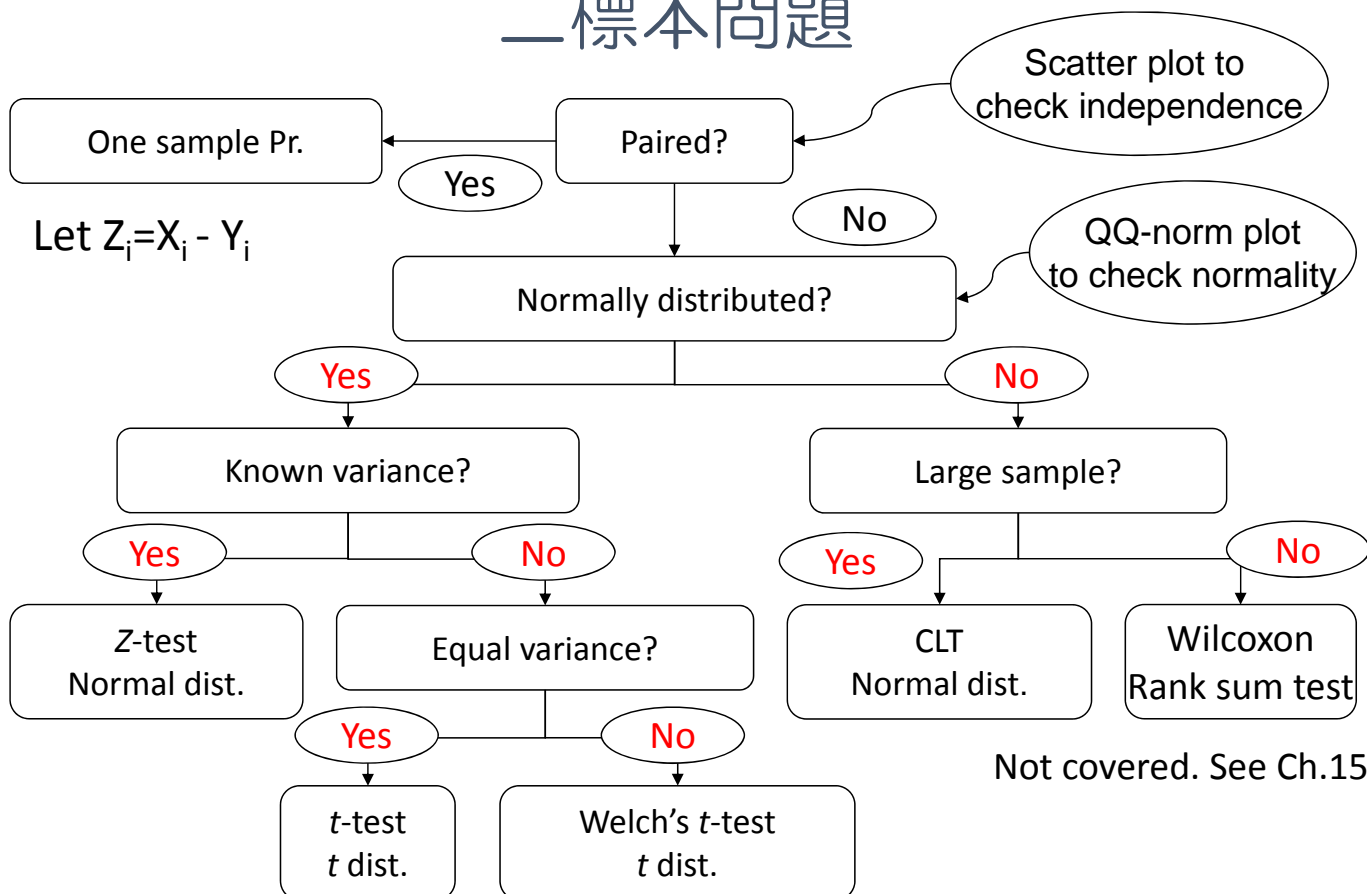 二標本問題
Scatter plot to
check independence
One sample Pr.
Paired?
Yes
No
Let Zi=Xi - Yi
QQ-norm plot
to check normality
Normally distributed?
Yes
No
Known variance?
Large sample?
Yes
No
Yes
No
Z-test
Normal dist.
Equal variance?
CLT
Normal dist.
Wilcoxon
Rank sum test
Yes
No
Not covered. See Ch.15
t-test
t dist.
Welch's t-test
t dist.